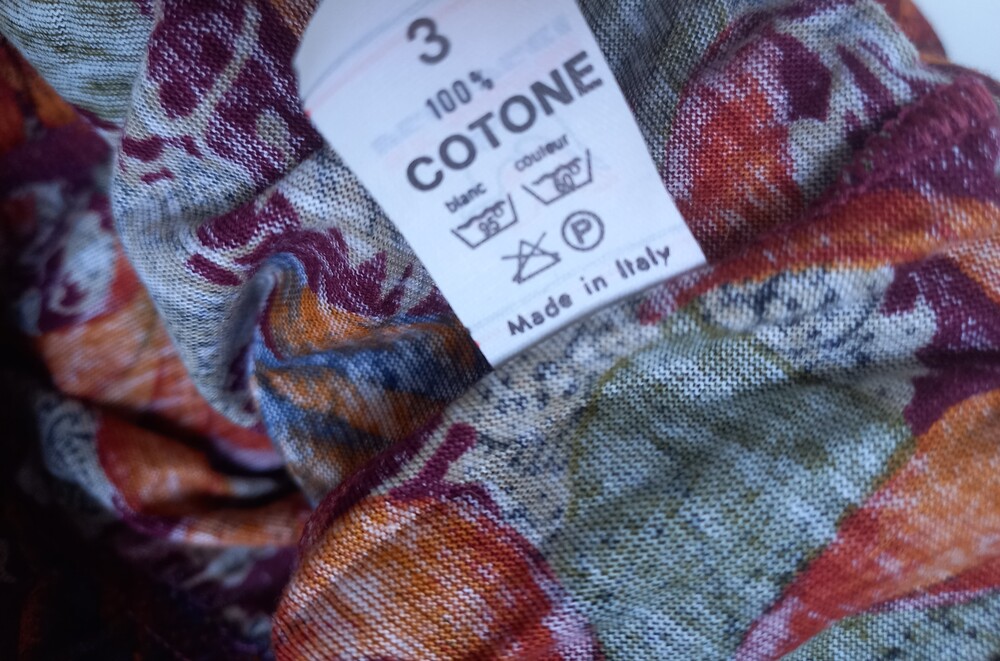 3
100%
COTONE
blanc couleur
95° 60°
P
Made in Italy